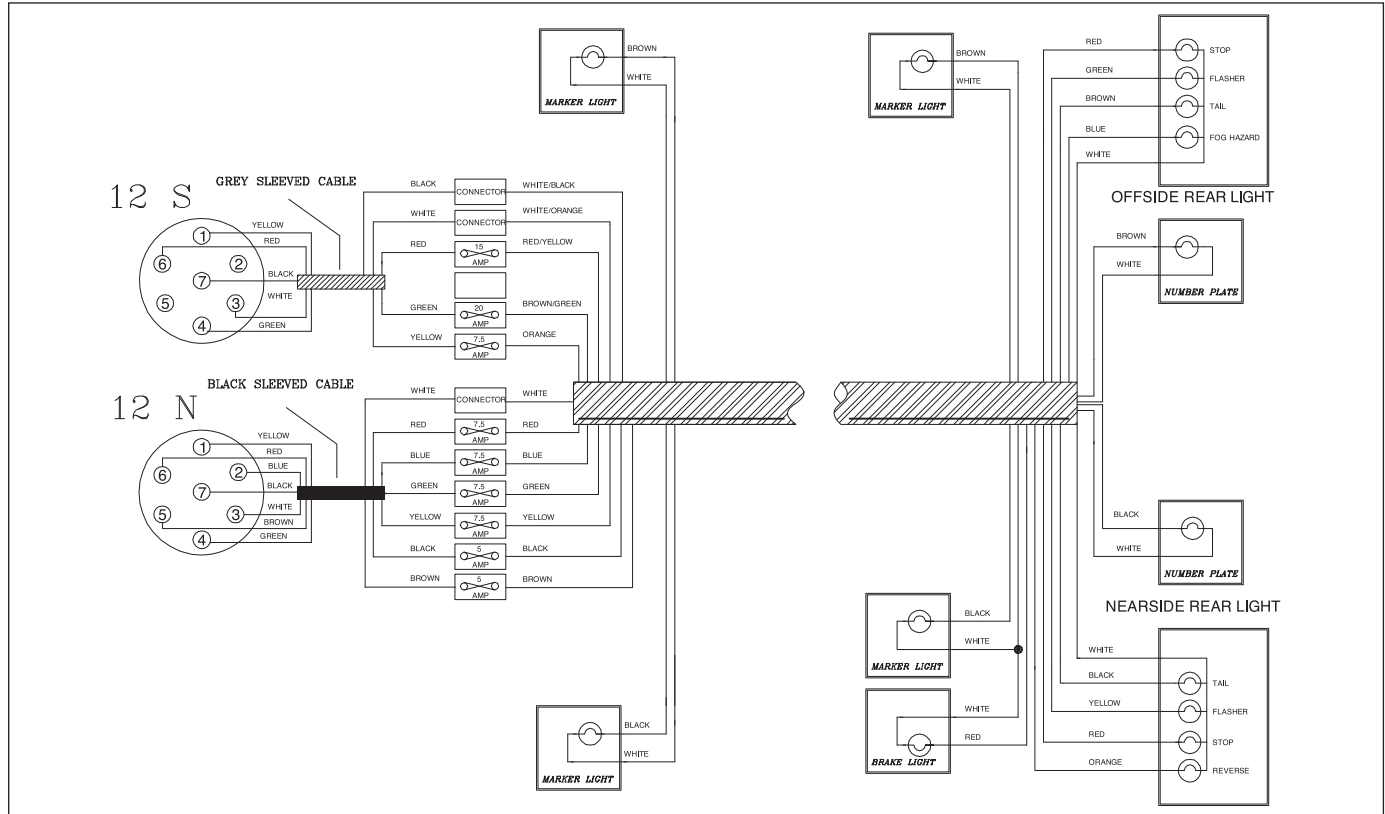 BROWN
WHITE
MARKER LIGHT
BROWN
WHITE
MARKER LIGHT
RED
GREEN
BROWN
BLUE
WHITE
STOP
FLASHER
TAIL
FOG HAZARD
OFFSIDE REAR LIGHT
12 S
GREY SLEEVED CABLE
YELLOW
RED
BLACK
WHITE
GREEN
1
6
2
7
5
3
4
BLACK
CONNECTOR
WHITE/BLACK
WHITE
CONNECTOR
WHITE/ORANGE
RED
15
AMP
RED/YELLOW
GREEN
20
AMP
BROWN/GREEN
YELLOW
7.5
AMP
ORANGE
BROWN
WHITE
NUMBER PLATE
12 N
BLACK SLEEVED CABLE
YELLOW
RED
BLUE
BLACK
WHITE
BROWN
GREEN
1
6
2
7
5
3
4
WHITE
CONNECTOR
WHITE
RED
7.5
AMP
RED
BLUE
7.5
AMP
BLUE
GREEN
7.5
AMP
GREEN
YELLOW
7.5
AMP
YELLOW
BLACK
5
AMP
BLACK
BROWN
5
AMP
BROWN
BLACK
WHITE
NUMBER PLATE
NEARSIDE REAR LIGHT
BLACK
WHITE
MARKER LIGHT
WHITE
RED
BRAKE LIGHT
BLACK
WHITE
MARKER LIGHT
WHITE
BLACK
YELLOW
RED
ORANGE
TAIL
FLASHER
STOP
REVERSE